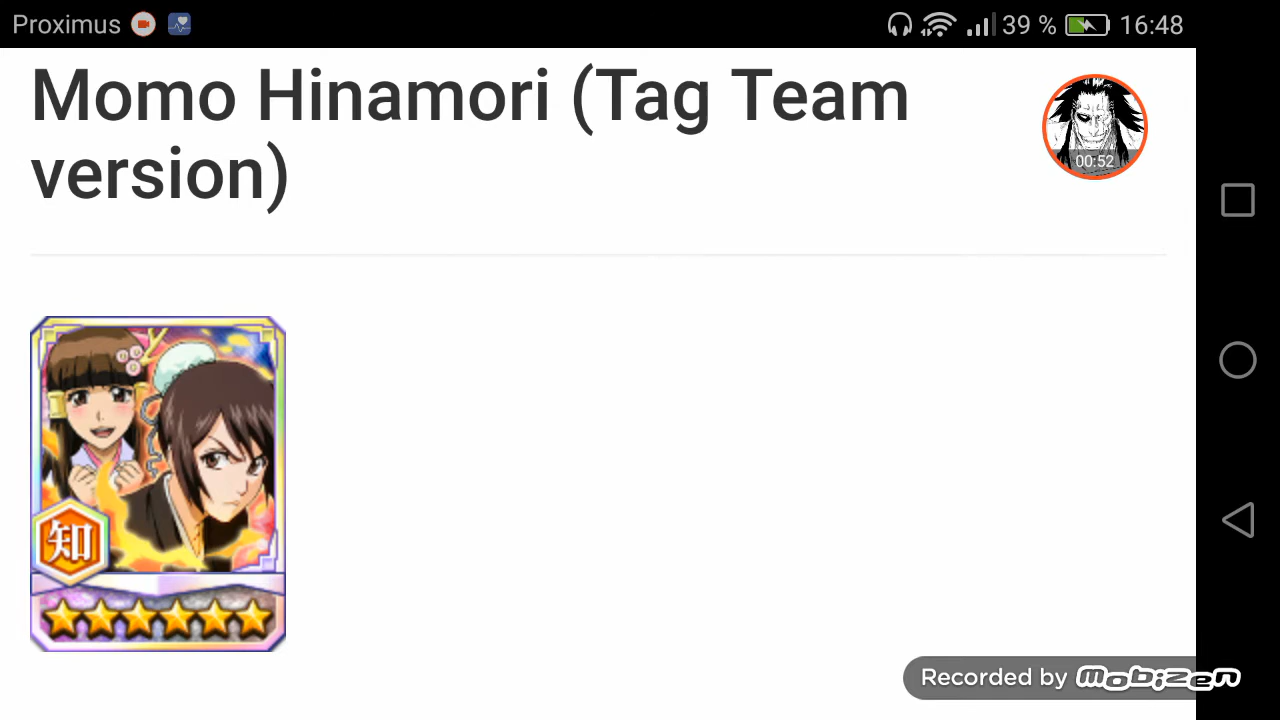 Proximus 39 % 16:48
Momo Hinamori (Tag Team
version)
00:52
知
Recorded by mobizen